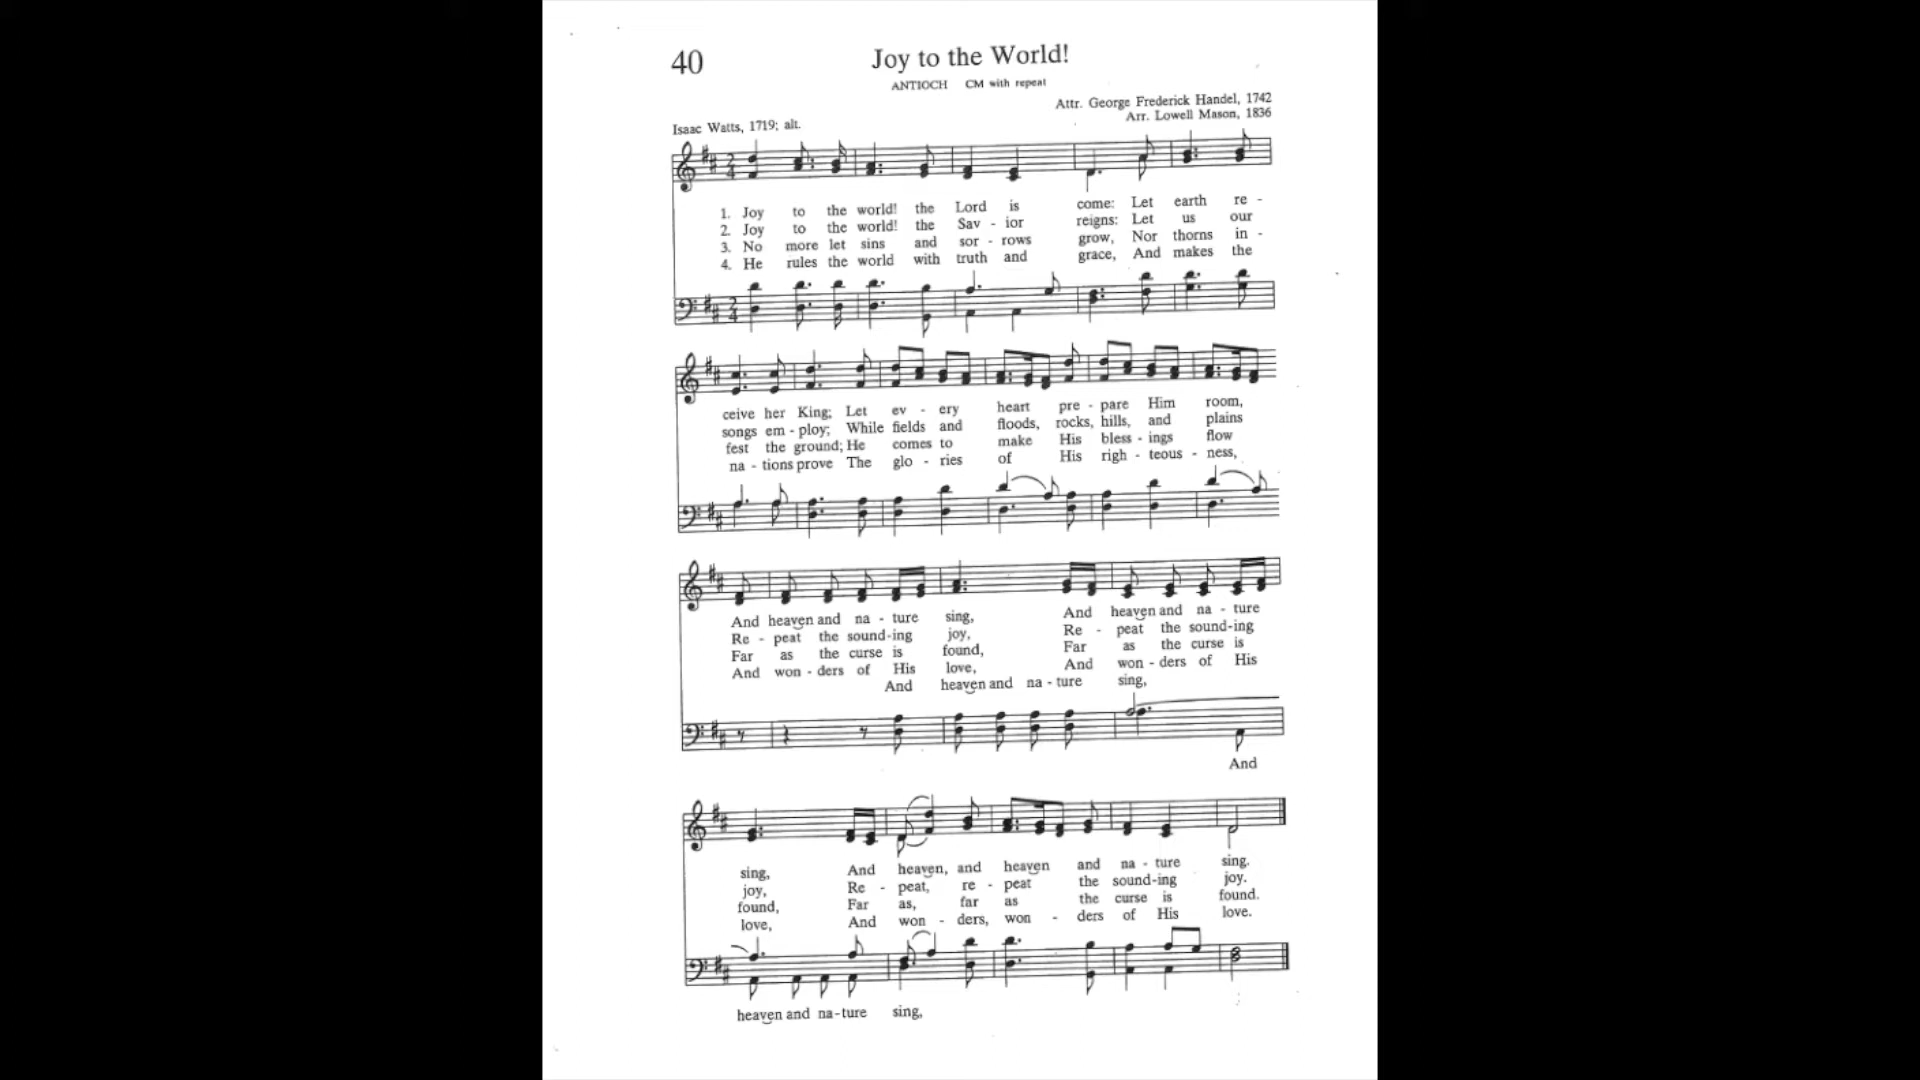 40
Joy to the World!
ANTIOCH CM with repeat
Attr. George Frederick Handel, 1742
Isaac Watts, 1719; alt.
Arr. Lowell Mason, 1836
1. Joy to the world! the Lord is come: Let earth re -
2. Joy to the world! the Sav - ior reigns: Let us our
3. No more let sins and sor - rows grow, Nor thorns in -
4. He rules the world with truth and grace, And makes the
ceive her King; Let ev - ery heart pre - pare Him room,
songs em - ploy; While fields and floods, rocks, hills, and plains
fest the ground; He comes to make His bless - ings flow
na - tions prove The glo - ries of His righ - teous - ness,
And heaven and na - ture sing, And heaven and na - ture
Re - peat the sound-ing joy, Re - peat the sound-ing
Far as the curse is found, Far as the curse is
And won - ders of His love, And won - ders of His
And heaven and na - ture sing,
And
sing, And heaven, and heaven and na - ture sing.
joy, Re - peat, re - peat the sound-ing joy.
found, Far as, far as the curse is found.
love, And won - ders, won - ders of His love.
heaven and na-ture sing,